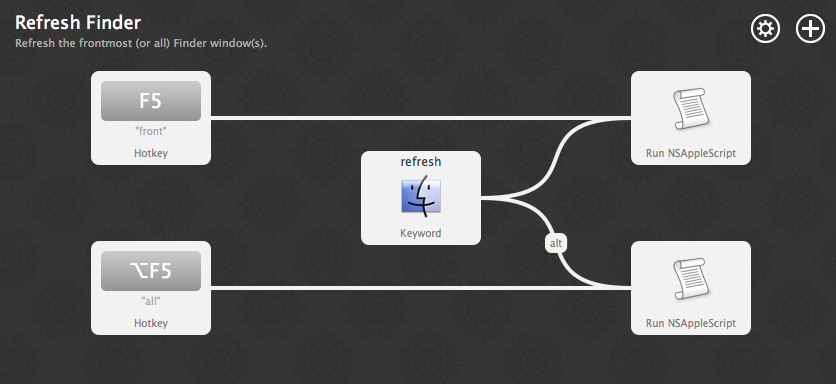 Refresh Finder
Refresh the frontmost (or all) Finder window(s).
F5
"front"
Hotkey
Run NSAppleScript
refresh
Keyword
alt
⌥F5
"all"
Hotkey
Run NSAppleScript